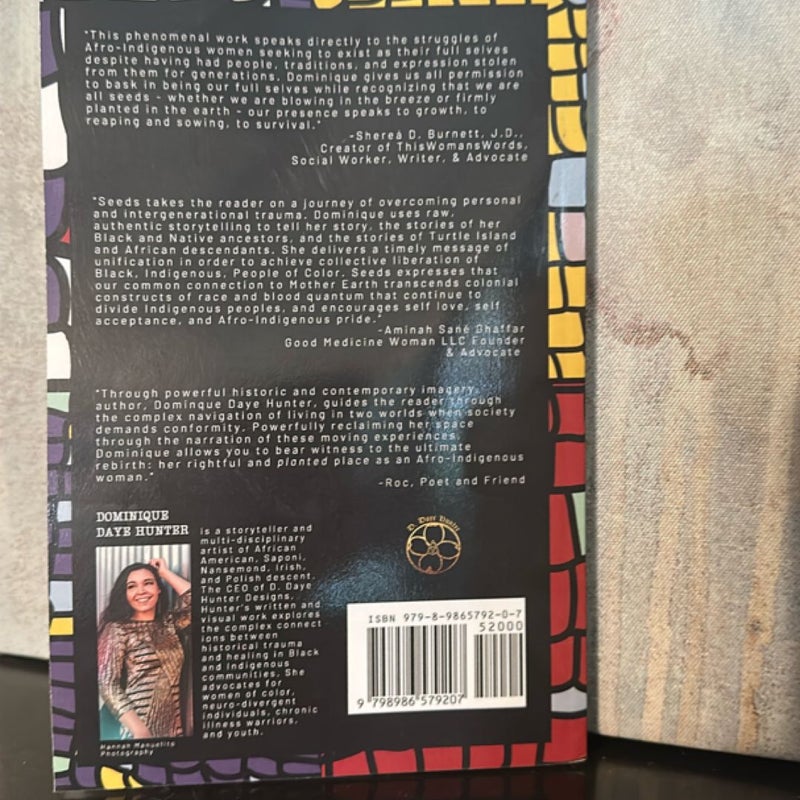 "This phenomenal work speaks directly to the struggles of
Afro-Indigenous women seeking to exist as their full selves
despite having had people, traditions, and expression stolen
from them for generations. Dominique gives us all permission
to bask in being our full selves while recognizing that we are
all seeds - whether we are blowing in the breeze or firmly
planted in the earth - our presence speaks to growth, to
reaping and sowing, to survival."
-Shereá D. Burnett, J.D.,
Creator of ThisWomansWords,
Social Worker, Writer, & Advocate
"Seeds takes the reader on a journey of overcoming personal
and intergenerational trauma. Dominique uses raw,
authentic storytelling to tell her story, the stories of her
Black and Native ancestors, and the stories of Turtle Island
and African descendants. She delivers a timely message of
unification in order to achieve collective liberation of
Black, Indigenous, People of Color. Seeds expresses that
our common connection to Mother Earth transcends colonial
constructs of race and blood quantum that continue to
divide Indigenous peoples, and encourages self love, self
acceptance, and Afro-Indigenous pride."
-Aminah Sané Ghaffar
Good Medicine Woman LLC Founder
& Advocate
"Through powerful historic and contemporary imagery,
author, Dominque Daye Hunter, guides the reader through
the complex navigation of living in two worlds when society
demands conformity. Powerfully reclaiming her space
through the narration of these moving experiences,
Dominique allows you to bear witness to the ultimate
rebirth: her rightful and planted place as an Afro-Indigenous
woman."
-Roc, Poet and Friend
DOMINIQUE
DAYE HUNTER
is a storyteller and
multi-disciplinary
artist of African
American, Saponi,
Nansemond, Irish,
and Polish descent.
The CEO of D. Daye
Hunter Designs,
Hunter's written and
visual work explores
the complex connect
ions between
historical trauma
and healing in Black
and Indigenous
communities. She
advocates for
women of color,
neuro-divergent
individuals, chronic
illness warriors,
and youth.
Hannah Manuelito
Photography
D. Daye Hunter
ISBN 979-8-9865792-0-7
52000
9 798986 579207